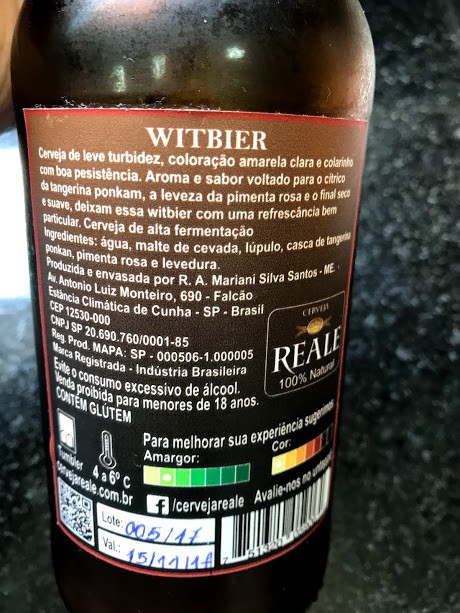 WITBIER
Cerveja de leve turbidez, coloração amarela clara e colarinho
com boa pesistência. Aroma e sabor voltado para o cítrico
da tangerina ponkam, a leveza da pimenta rosa e o final seco
e suave, deixam essa witbier com uma refrescância bem
particular. Cerveja de alta fermentação
Ingredientes: água, malte de cevada, lúpulo, casca de tangerina
ponkan, pimenta rosa e levedura.
Produzida e envasada por R. A. Mariani Silva Santos - ME.
Av. Antonio Luiz Monteiro, 690 - Falcão
Estância Climática de Cunha - SP - Brasil
CEP 12530-000
CNPJ SP 20.690.760/0001-85
Reg. Prod. MAPA: SP - 000506-1.000005
Marca Registrada - Indústria Brasileira
CERVEJA
REALE
100% Natural
Evite o consumo excessivo de álcool.
Venda proibida para menores de 18 anos.
CONTÉM GLÚTEM
Para melhorar sua experiência sugerimos
Amargor:
Cor:
Tumbler
4 a 6º C
cervejareale.com.br
/cervejareale
Avalie-nos no
Lote: 005/17
Val.: 15/11/17